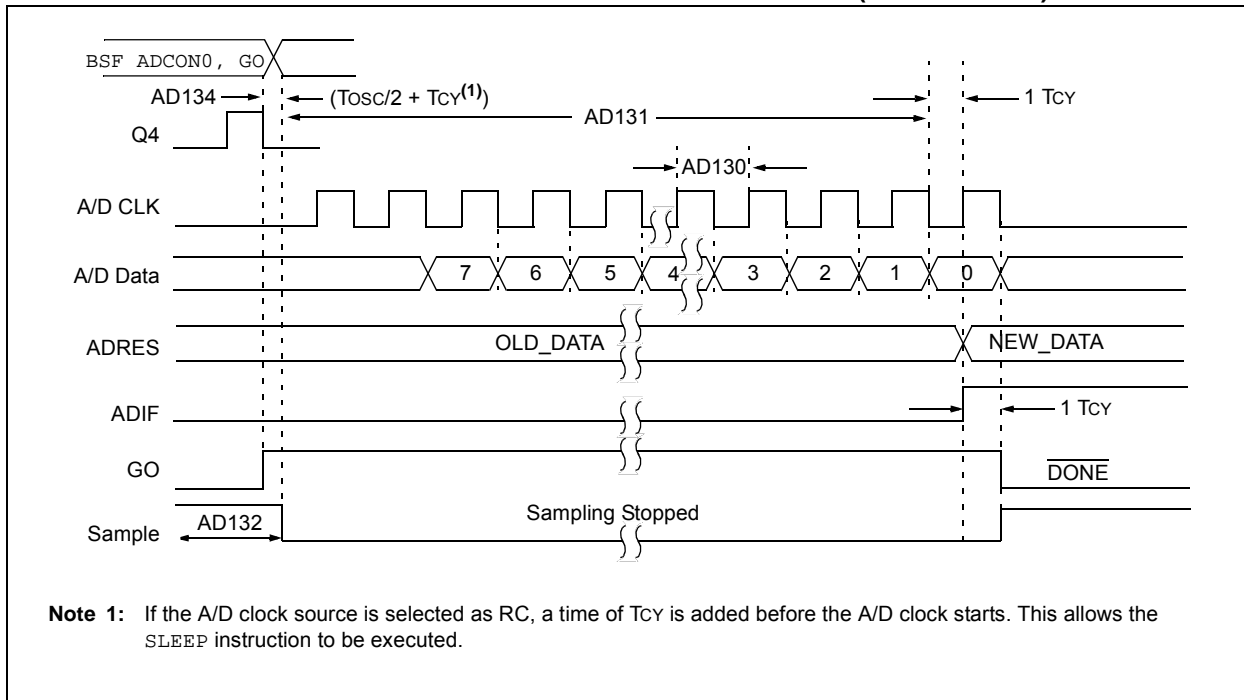 BSF ADCON0, GO
AD134
(TOSC/2 + TCY(1))
1 TCY
AD131
Q4
AD130
A/D CLK
A/D Data
7 6 5 4 3 2 1 0
ADRES
OLD_DATA
NEW_DATA
ADIF
1 TCY
GO
DONE
Sample
AD132
Sampling Stopped
Note 1: If the A/D clock source is selected as RC, a time of TCY is added before the A/D clock starts. This allows the
SLEEP instruction to be executed.